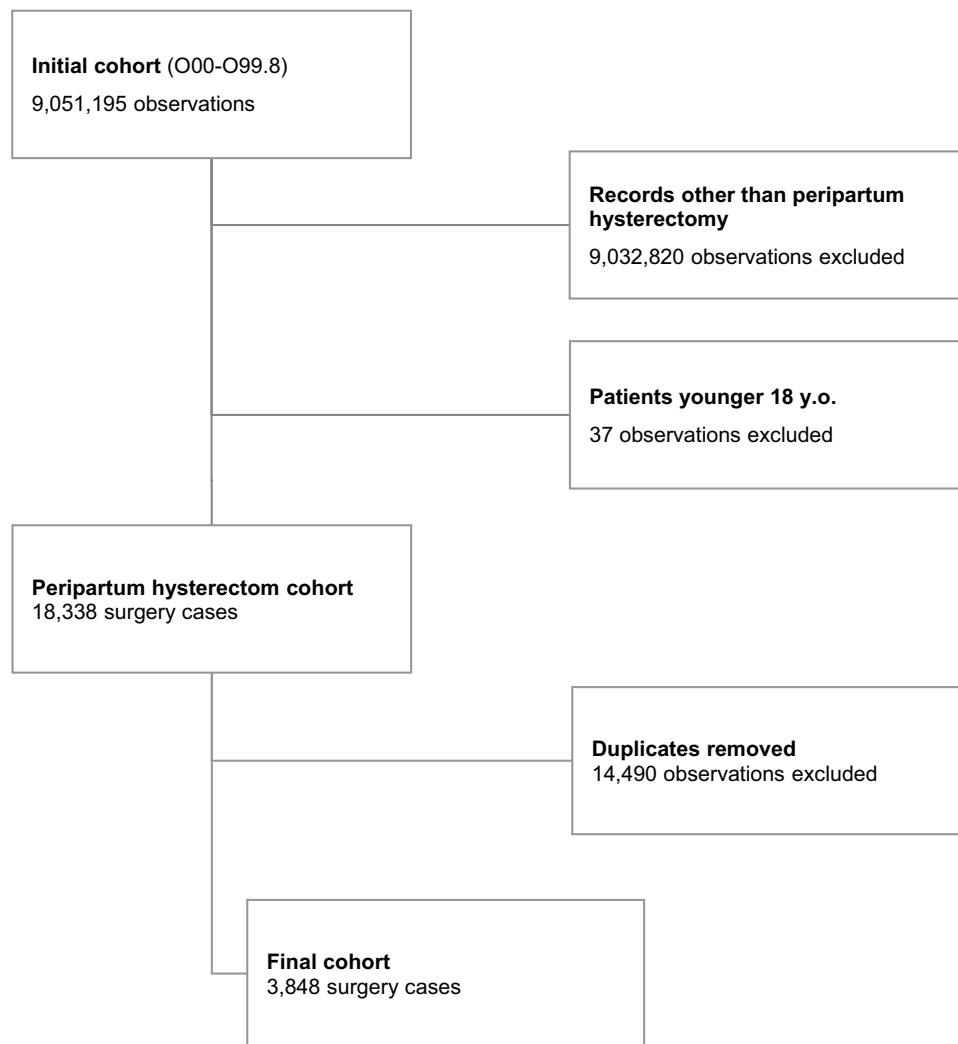 Initial cohort (O00-O99.8)
9,051,195 observations
Records other than peripartum
hysterectomy
9,032,820 observations excluded
Patients younger 18 y.o.
37 observations excluded
Peripartum hysterectom cohort
18,338 surgery cases
Duplicates removed
14,490 observations excluded
Final cohort
3,848 surgery cases